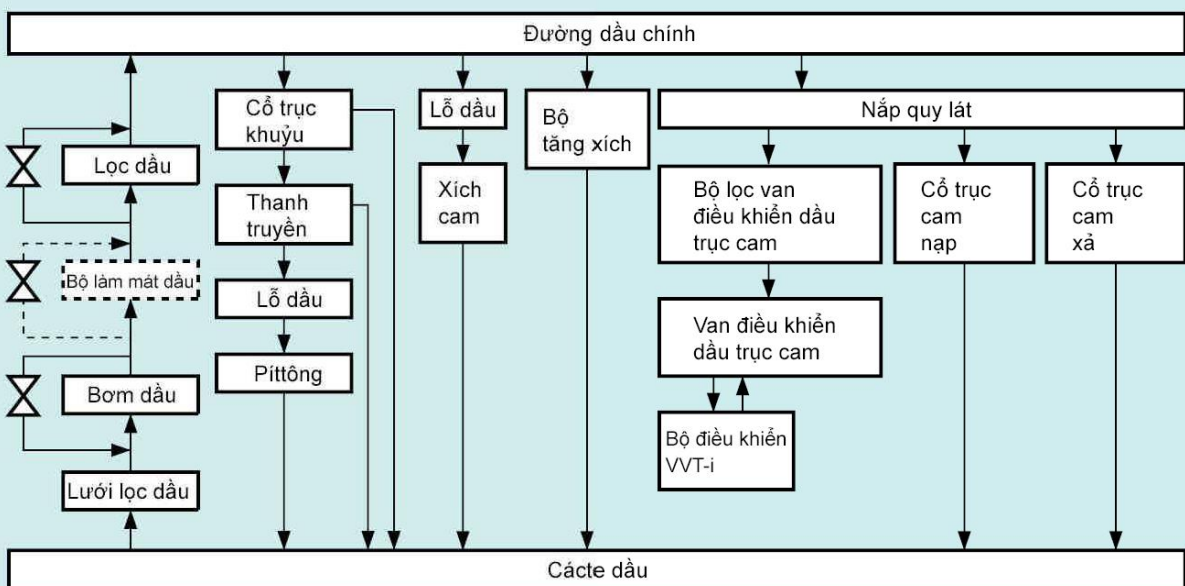 Đường dầu chính
Cổ trục
khuỷu
Lỗ dầu
Bộ
tăng xích
Nắp quy lát
Lọc dầu
Thanh
truyền
Xích
cam
Bộ lọc van
điều khiển dầu
trục cam
Cổ trục
cam
nạp
Cổ trục
cam
xả
Bộ làm mát dầu
Lỗ dầu
Van điều khiển
dầu trục cam
Píttông
Bơm dầu
Bộ điều khiển
VVT-i
Lưới lọc dầu
Cácte dầu